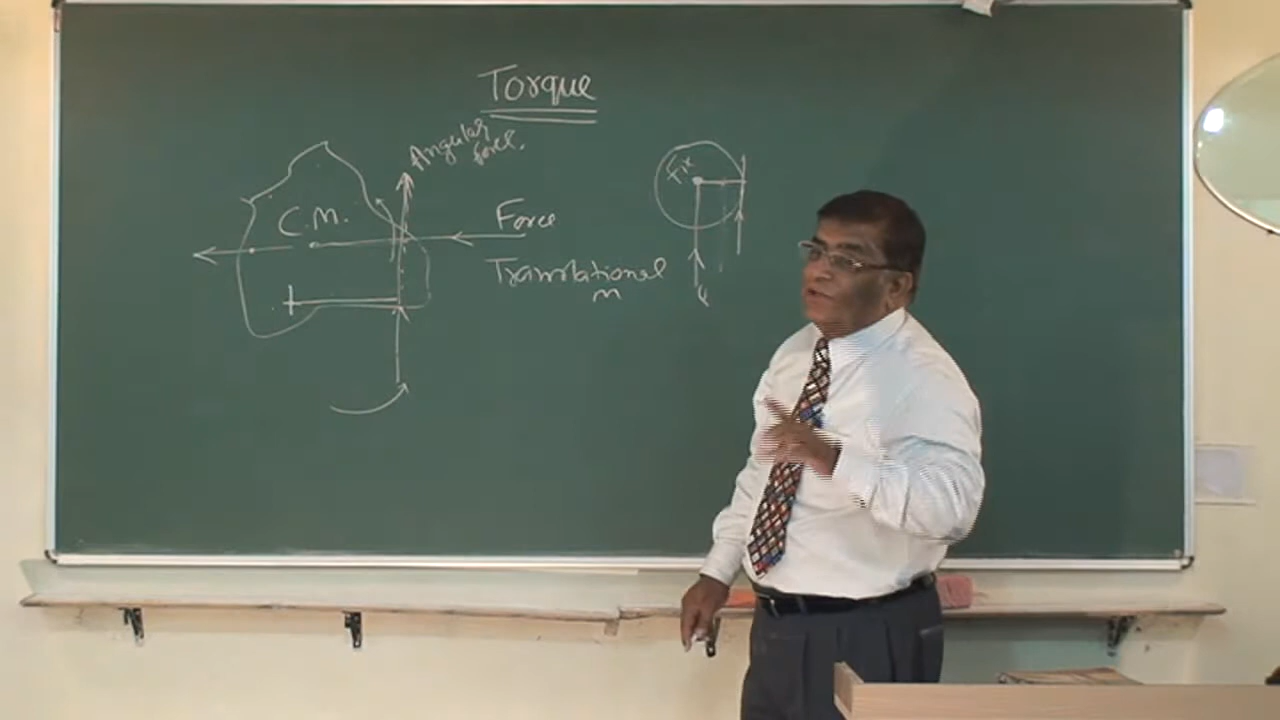 Torque
Angular
force.
C.M.
Force
Translational
m
Fix